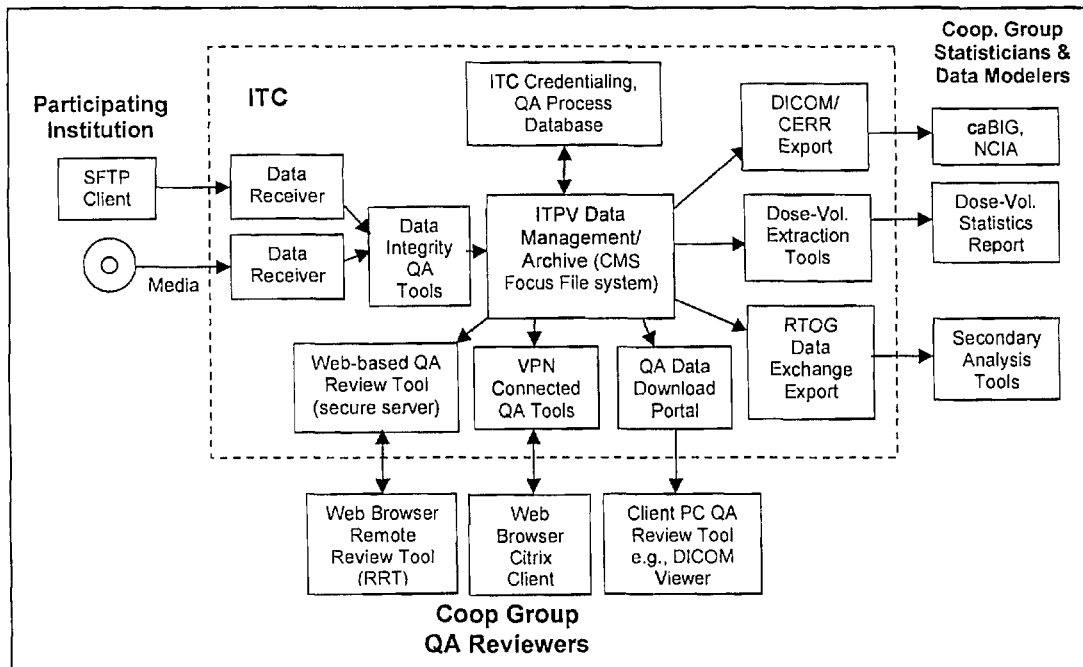 Coop. Group
Statisticians &
Data Modelers
Participating
Institution
ITC
ITC Credentialing,
QA Process
Database
DICOM/
CERR
Export
caBIG,
NCIA
SFTP
Client
Data
Receiver
Data
Integrity
QA
Tools
ITPV Data
Management/
Archive (CMS
Focus File system)
Dose-Vol.
Extraction
Tools
Dose-Vol.
Statistics
Report
Media
Data
Receiver
RTOG
Data
Exchange
Export
Secondary
Analysis
Tools
Web-based QA
Review Tool
(secure server)
VPN
Connected
QA Tools
QA Data
Download
Portal
Web Browser
Remote
Review Tool
(RRT)
Web
Browser
Citrix
Client
Client PC QA
Review Tool
e.g., DICOM
Viewer
Coop Group
QA Reviewers